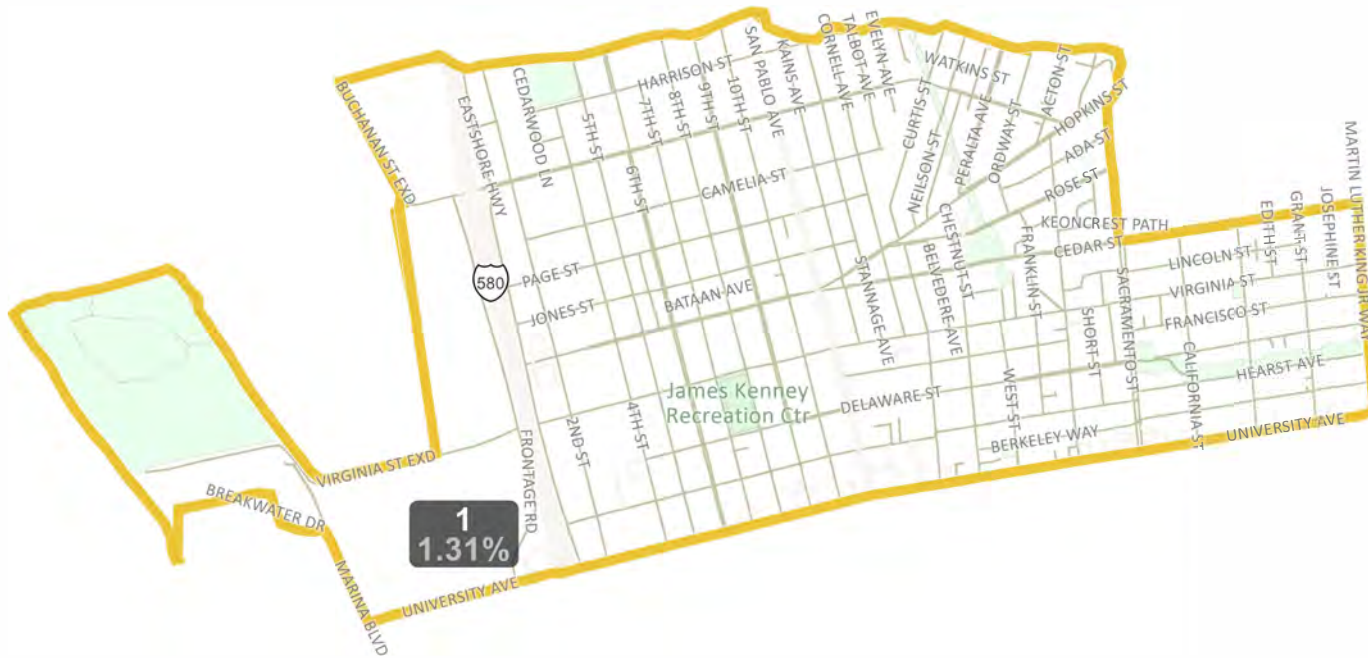 BUCHANAN ST EXD
EASTSHORE HWY
CEDARWOOD LN
HARRISON ST
5TH ST
6TH ST
7TH ST
8TH ST
9TH ST
10TH ST
SAN PABLO AVE
KAINS AVE
CORNELL AVE
TALBOT AVE
EVELYN AVE
WATKINS ST
CURTIS ST
NEILSON ST
PERALTA AVE
ORDWAY ST
ACTON ST
HOPKINS ST
ADA ST
ROSE ST
KEONCREST PATH
CEDAR ST
CAMELIA ST
PAGE ST
JONES ST
BATAAN AVE
580
STANNAGE AVE
BELVEDERE AVE
CHESTNUT ST
FRANKLIN ST
SHORT ST
SACRAMENTO ST
LINCOLN ST
VIRGINIA ST
FRANCISCO ST
EDITH ST
GRANT ST
JOSEPHINE ST
MARTIN LUTHER KING JR WAY
HEARST AVE
CALIFORNIA ST
James Kenney
Recreation Ctr
DELAWARE ST
WEST ST
BERKELEY WAY
UNIVERSITY AVE
2ND ST
4TH ST
FRONTAGE RD
VIRGINIA ST EXD
BREAKWATER DR
1
1.31%
MARINA BLVD
UNIVERSITY AVE